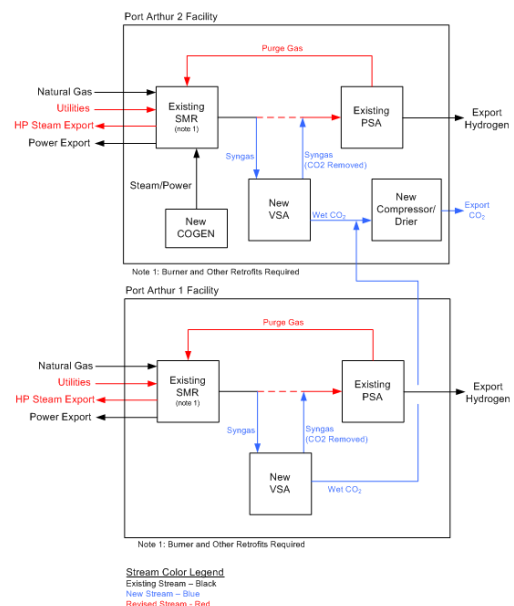 Port Arthur 2 Facility
Purge Gas
Natural Gas
Utilities
HP Steam Export
Power Export
Existing
SMR
(note 1)
Existing
PSA
Export
Hydrogen
Syngas
Syngas
(CO2 Removed)
Steam/Power
New
COGEN
New
VSA
Wet CO2
New
Compressor/
Drier
Export
CO2
Note 1: Burner and Other Retrofits Required
Port Arthur 1 Facility
Purge Gas
Natural Gas
Utilities
HP Steam Export
Power Export
Existing
SMR
(note 1)
Existing
PSA
Export
Hydrogen
Syngas
Syngas
(CO2 Removed)
New
VSA
Wet CO2
Note 1: Burner and Other Retrofits Required
Stream Color Legend
Existing Stream – Black
New Stream – Blue
Revised Stream - Red